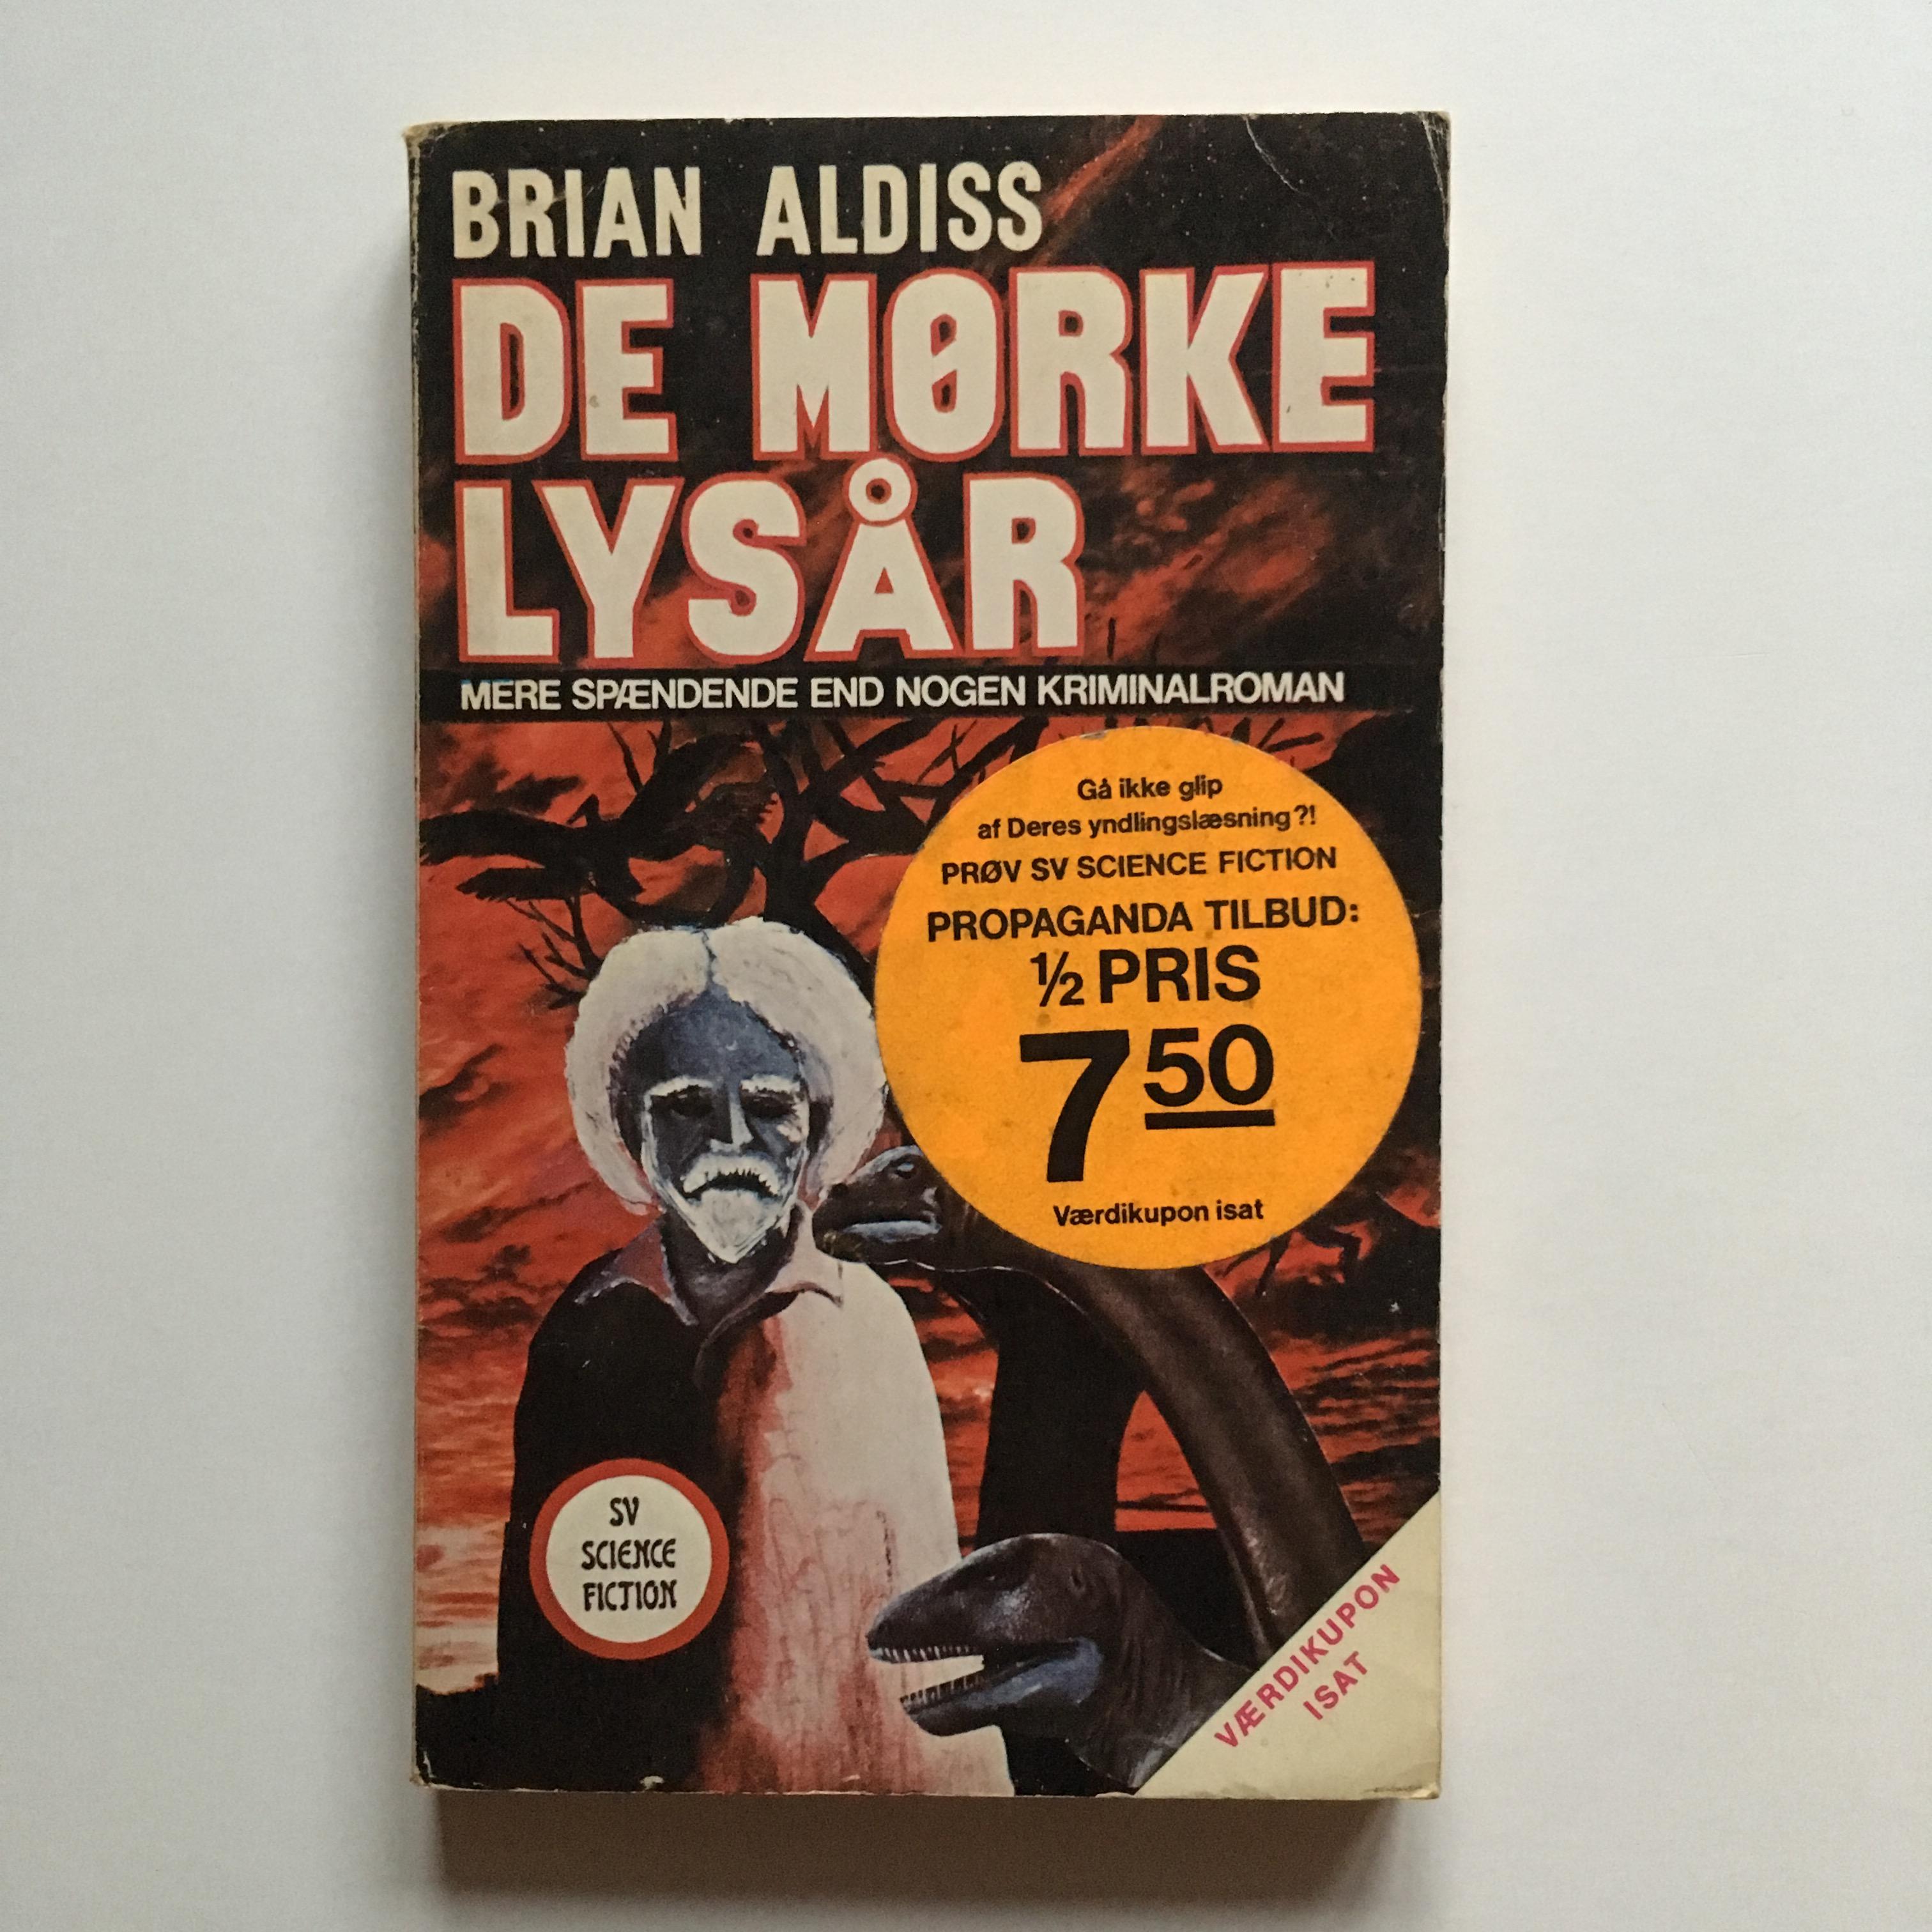 BRIAN ALDISS
DE MØRKE
LYSÅR
MERE SPÆNDENDE END NOGEN KRIMINALROMAN
Gå ikke glip
af Deres yndlingslæsning?!
PRØV SV SCIENCE FICTION
PROPAGANDA TILBUD:
½ PRIS
7 50
Værdikupon isat
SV
SCIENCE
FICTION
VÆRDIKUPON
ISAT